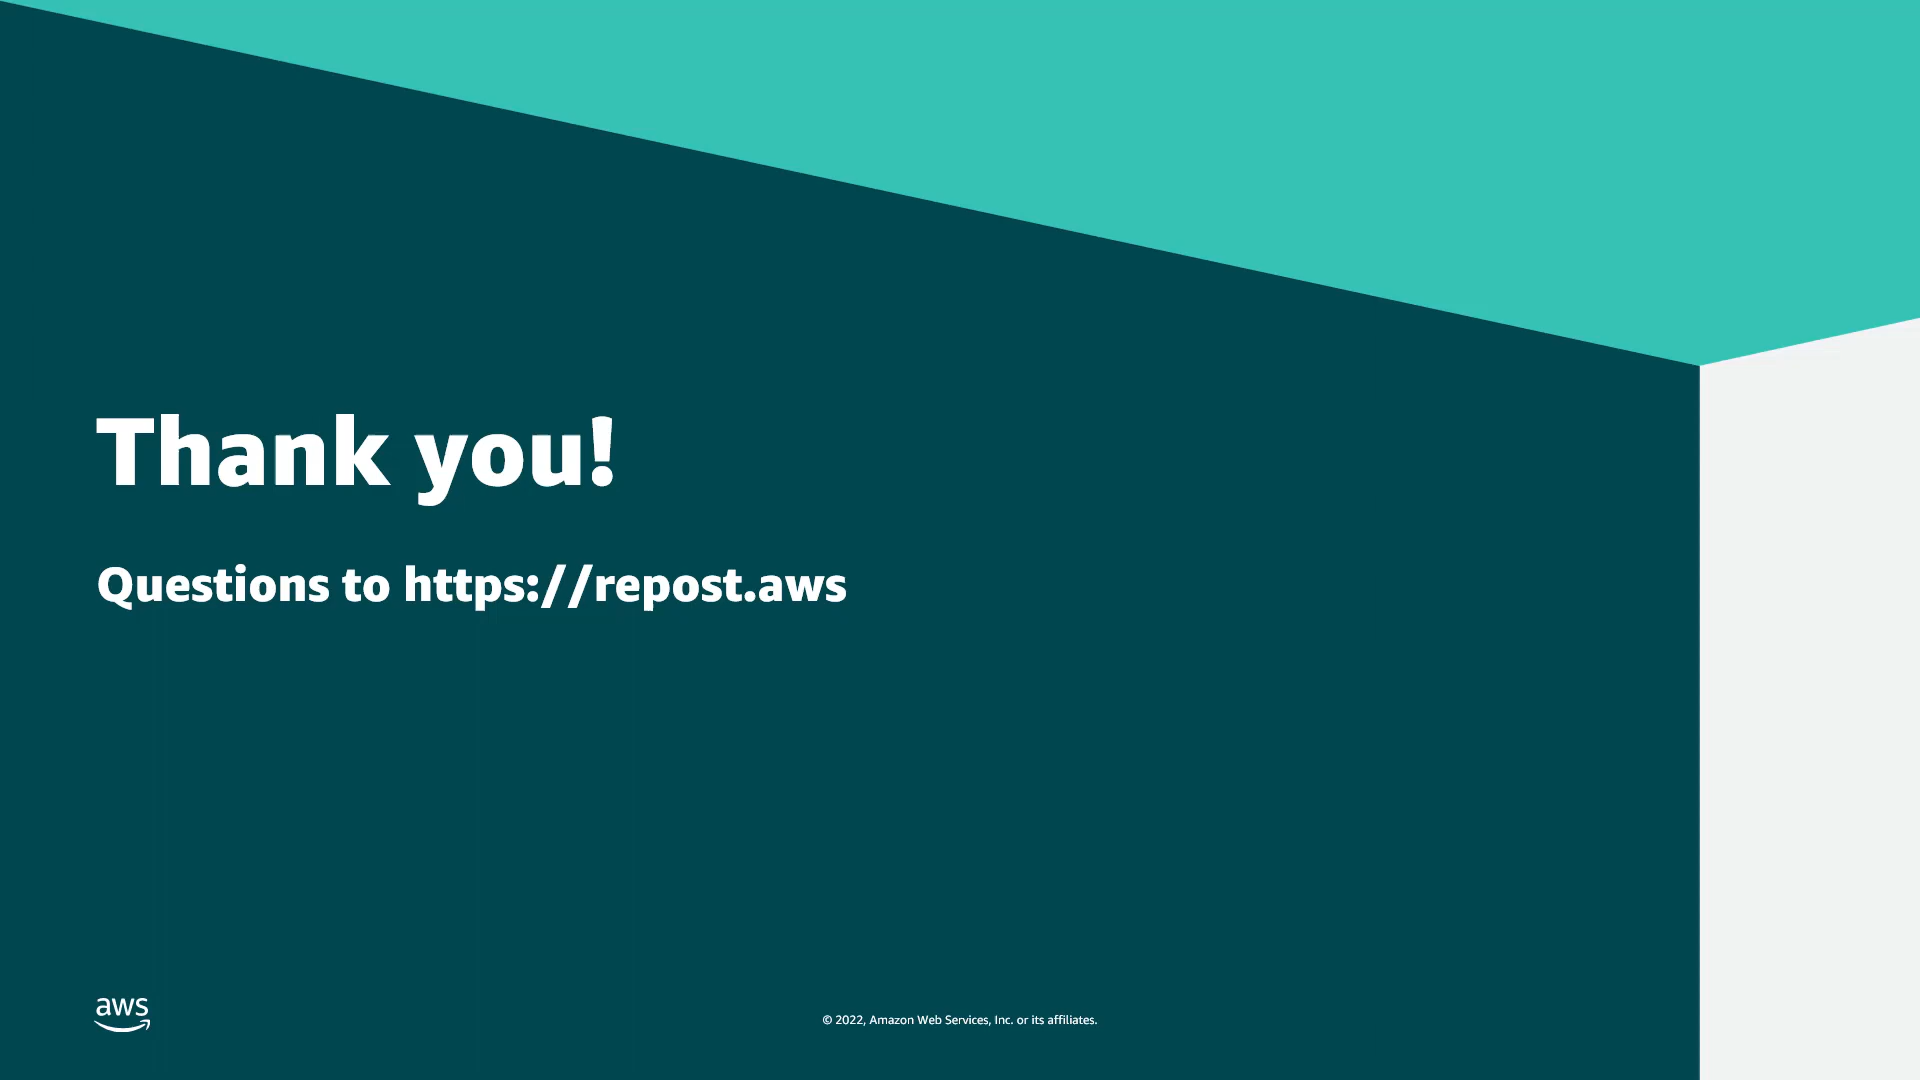 Thank you!
Questions to https://repost.aws
aws
© 2022, Amazon Web Services, Inc. or its affiliates.